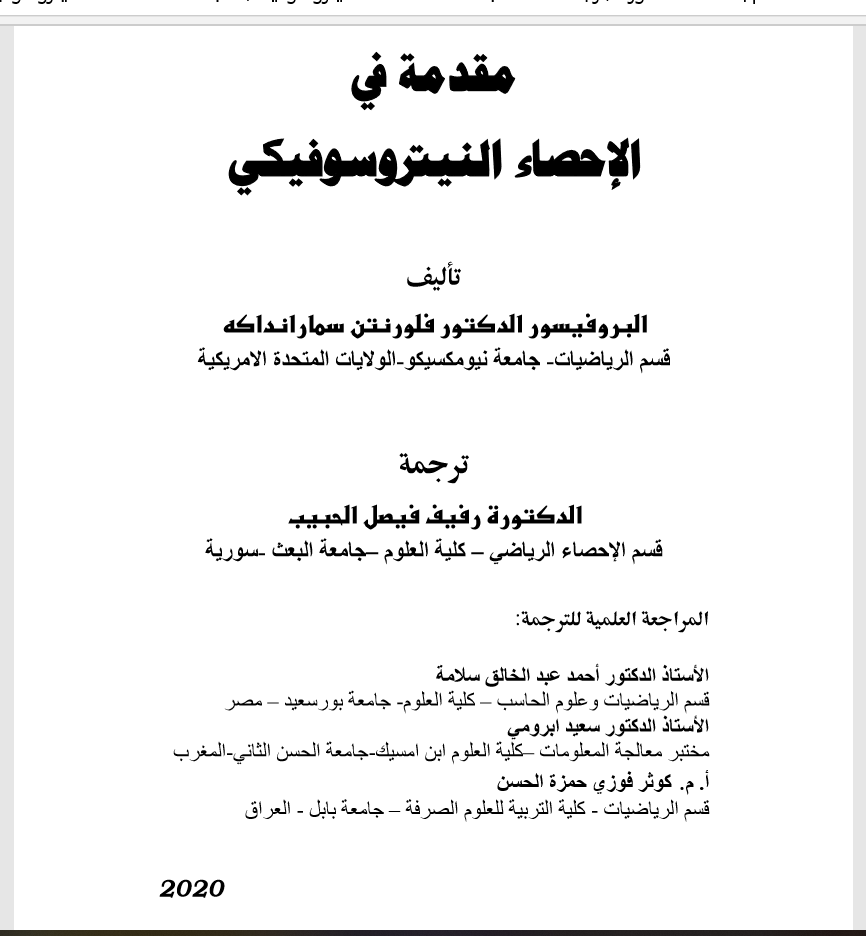 مقدمة في
الإحصاء النيتروسوفيكي
تأليف
البروفيسور الدكتور فلورنتن سمارانداكه
قسم الرياضيات- جامعة نيومكسيكو-الولايات المتحدة الامريكية
ترجمة
الدكتورة رفيف فيصل الحبيب
قسم الإحصاء الرياضي – كلية العلوم –جامعة البعث -سورية
المراجعة العلمية للترجمة:
الأستاذ الدكتور أحمد عبد الخالق سلامة
قسم الرياضيات وعلوم الحاسب – كلية العلوم- جامعة بورسعيد – مصر
الأستاذ الدكتور سعيد ابرومي
مختبر معالجة المعلومات –كلية العلوم ابن امسيك-جامعة الحسن الثاني-المغرب
أ. م. كوثر فوزي حمزة الحسن
قسم الرياضيات - كلية التربية للعلوم الصرفة – جامعة بابل - العراق
2020